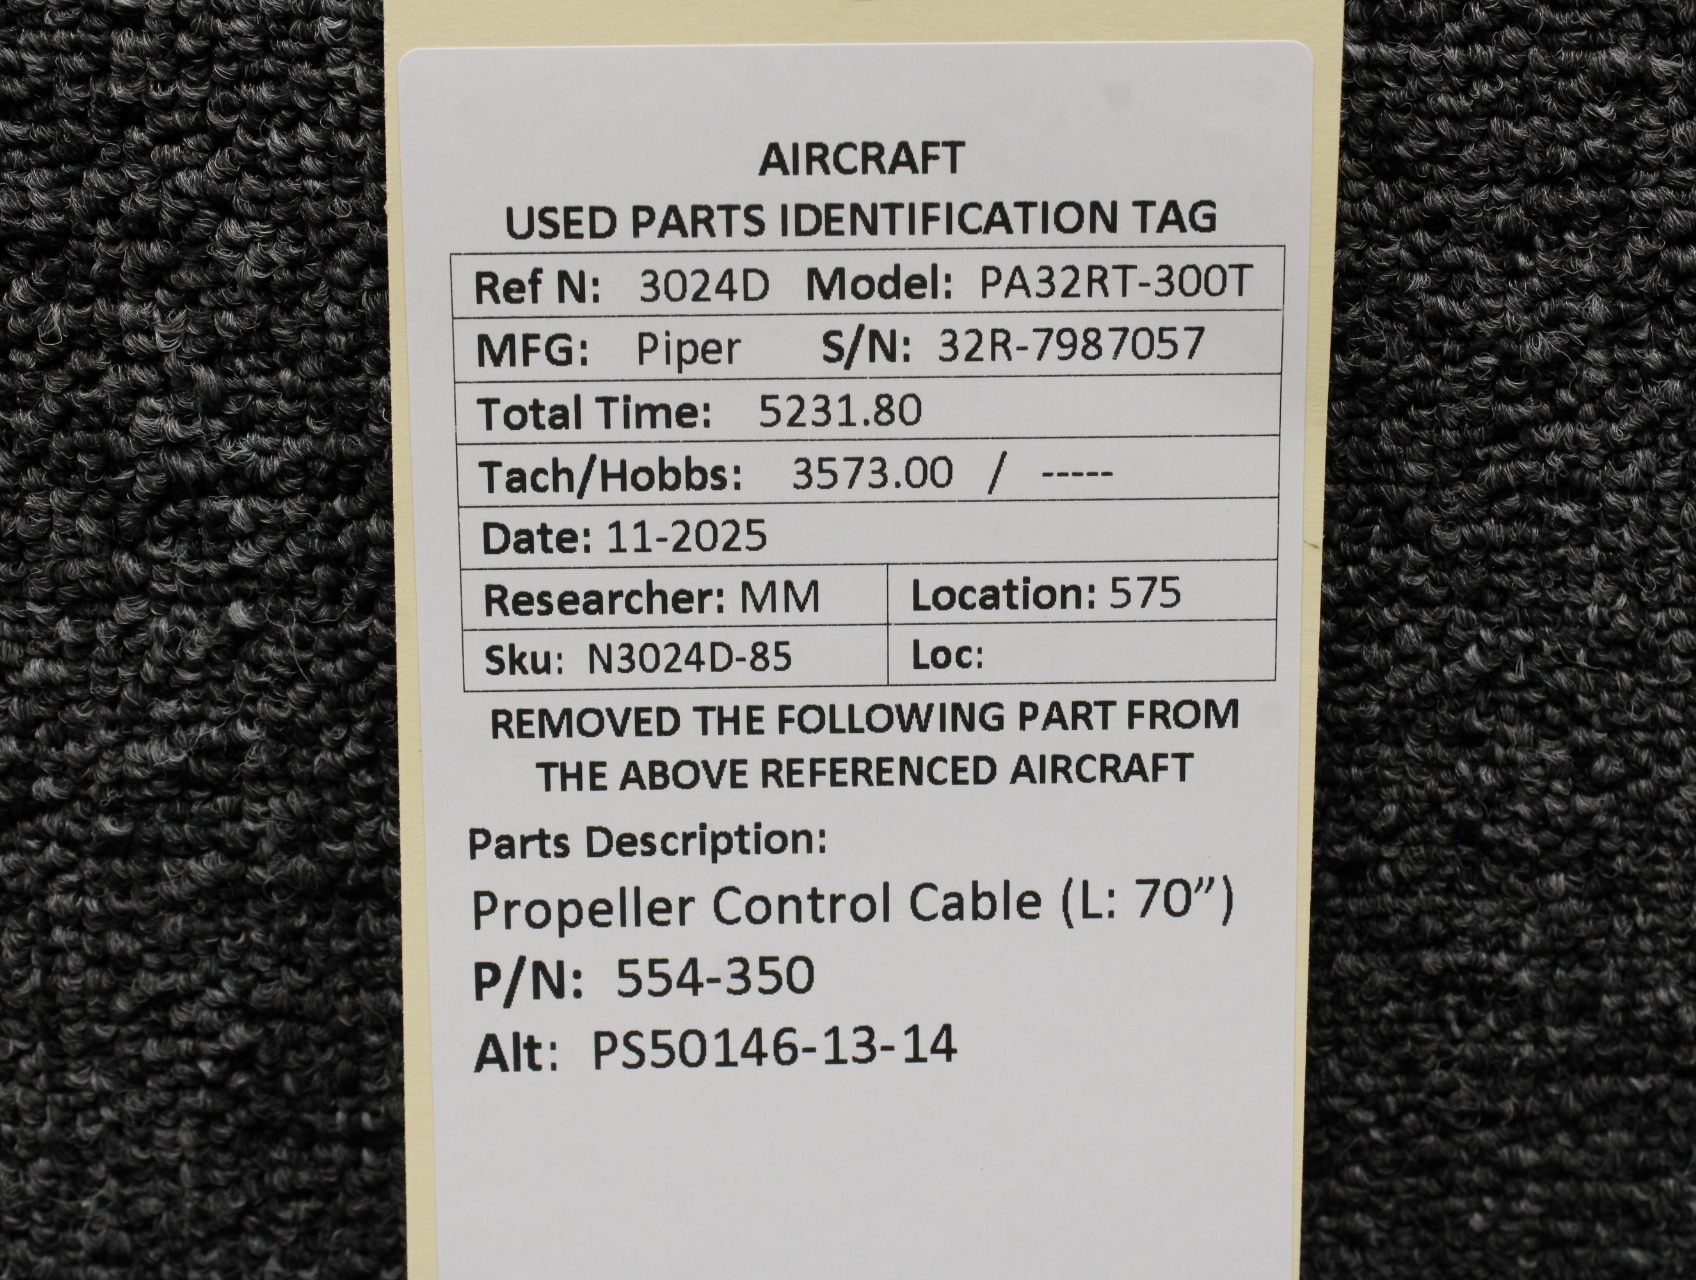 AIRCRAFT
USED PARTS IDENTIFICATION TAG
Ref N: 3024D Model: PA32RT-300T
MFG: Piper S/N: 32R-7987057
Total Time: 5231.80
Tach/Hobbs: 3573.00 / -----
Date: 11-2025
Researcher: MM Location: 575
Sku: N3024D-85 Loc:
REMOVED THE FOLLOWING PART FROM
THE ABOVE REFERENCED AIRCRAFT
Parts Description:
Propeller Control Cable (L: 70”)
P/N: 554-350
Alt: PS50146-13-14